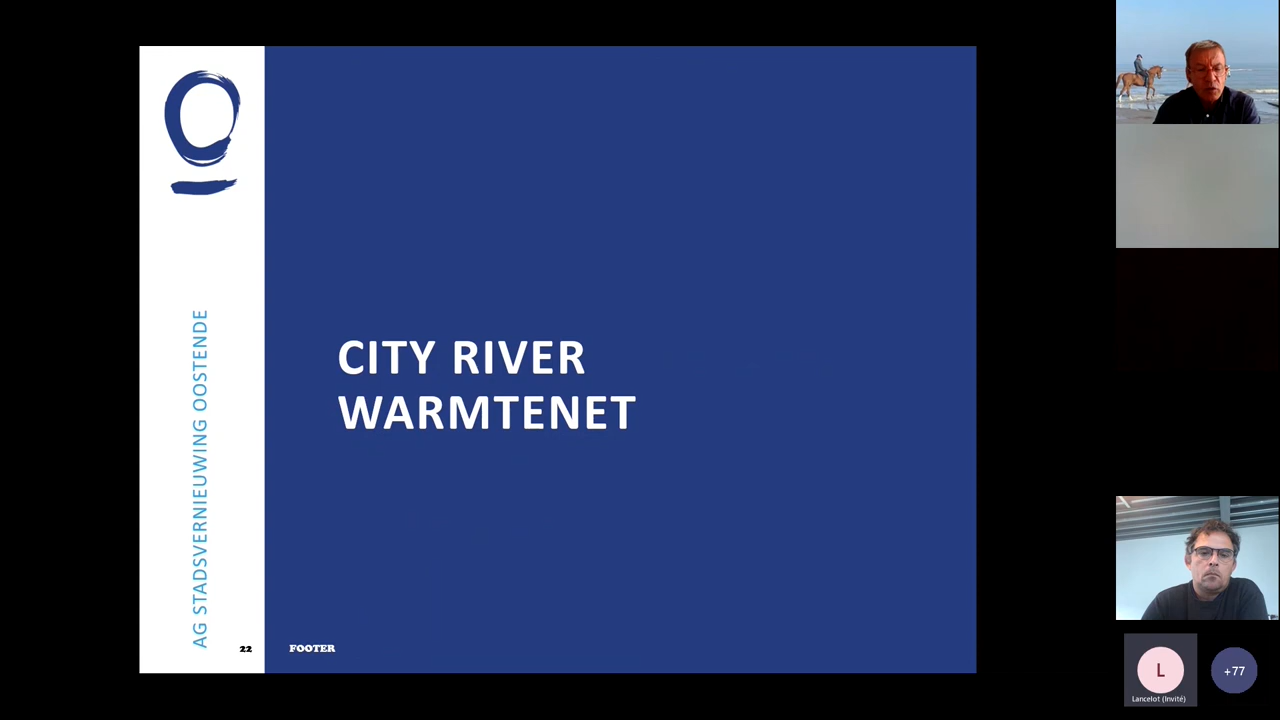 CITY RIVER
WARMTENET
AG STADSVERNIEUWING OOSTENDE
22
FOOTER
L
Lancelot (Invité)
+77